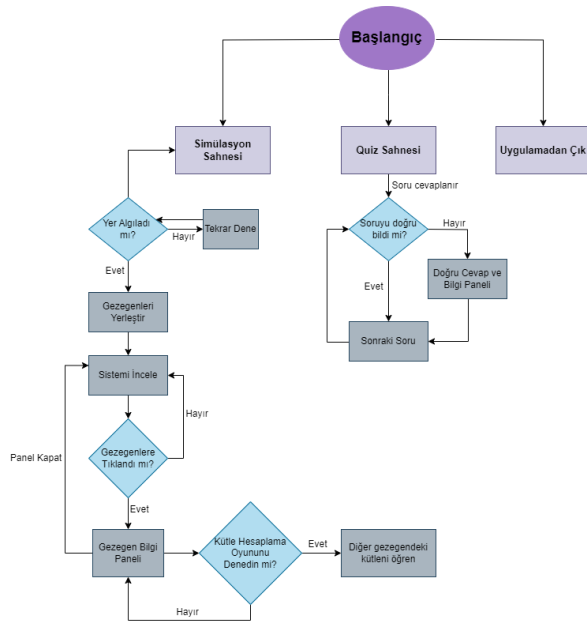 Başlangıç
Simülasyon
Sahnesi
Quiz Sahnesi
Uygulamadan Çık
Soru cevaplanır
Yer Algıladı
mı?
Hayır
Tekrar Dene
Soruyu doğru
bildi mi?
Hayır
Evet
Doğru Cevap ve
Bilgi Paneli
Evet
Gezegenleri
Yerleştir
Sonraki Soru
Sistemi İncele
Hayır
Panel Kapat
Gezegenlere
Tıklandı mı?
Evet
Gezegen Bilgi
Paneli
Kütle Hesaplama
Oyununu
Denedin mi?
Evet
Diğer gezegendeki
kütleni öğren
Hayır